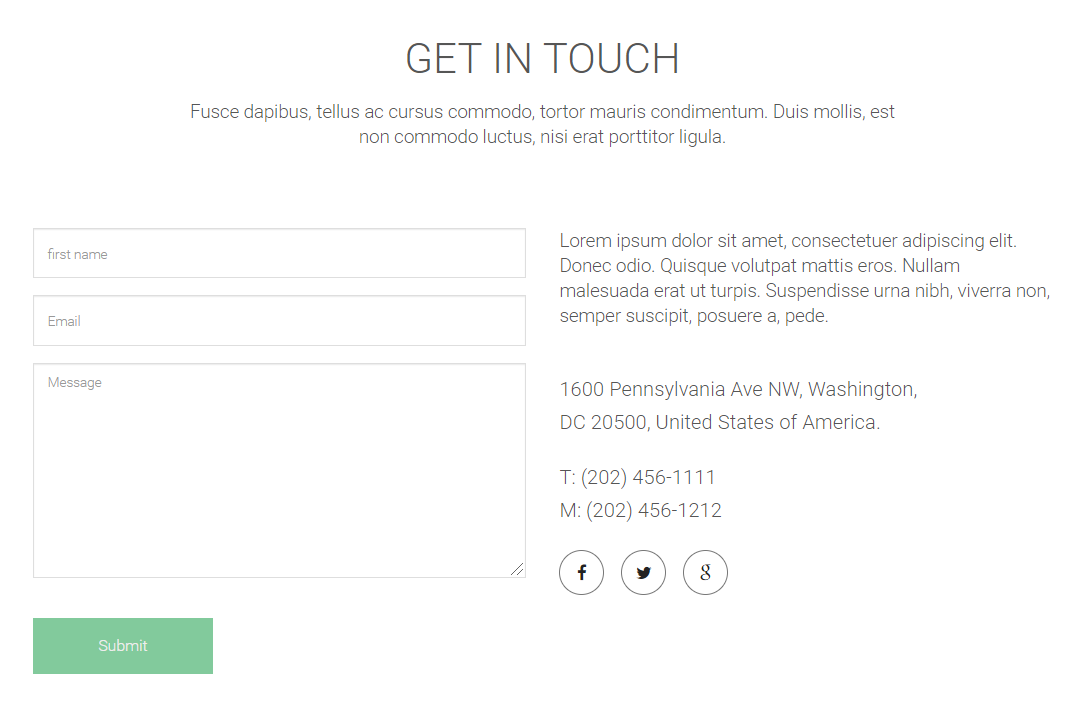 GET IN TOUCH
Fusce dapibus, tellus ac cursus commodo, tortor mauris condimentum. Duis mollis, est
non commodo luctus, nisi erat porttitor ligula.
first name
Email
Message
Submit
Lorem ipsum dolor sit amet, consectetuer adipiscing elit.
Donec odio. Quisque volutpat mattis eros. Nullam
malesuada erat ut turpis. Suspendisse urna nibh, viverra non,
semper suscipit, posuere a, pede.
1600 Pennsylvania Ave NW, Washington,
DC 20500, United States of America.
T: (202) 456-1111
M: (202) 456-1212